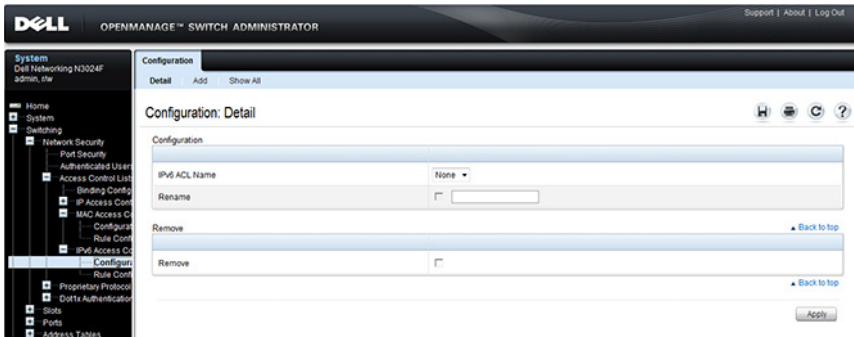 Support | About | Log Out
DELL OPENMANAGE™ SWITCH ADMINISTRATOR
System
Dell Networking N3024F
admin, r/w
Home
System
Switching
Network Security
Port Security
Authenticated Users
Access Control Lists
Binding Config
IP Access Cont
MAC Access Co
Configurat
Rule Confi
IPv6 Access Co
Configura
Rule Confi
Proprietary Protocol
Dot1x Authentication
Slots
Ports
Address Tables
Configuration
Detail Add Show All
Configuration: Detail
Configuration
IPv6 ACL Name None
Rename
Remove Back to top
Remove
Back to top
Apply